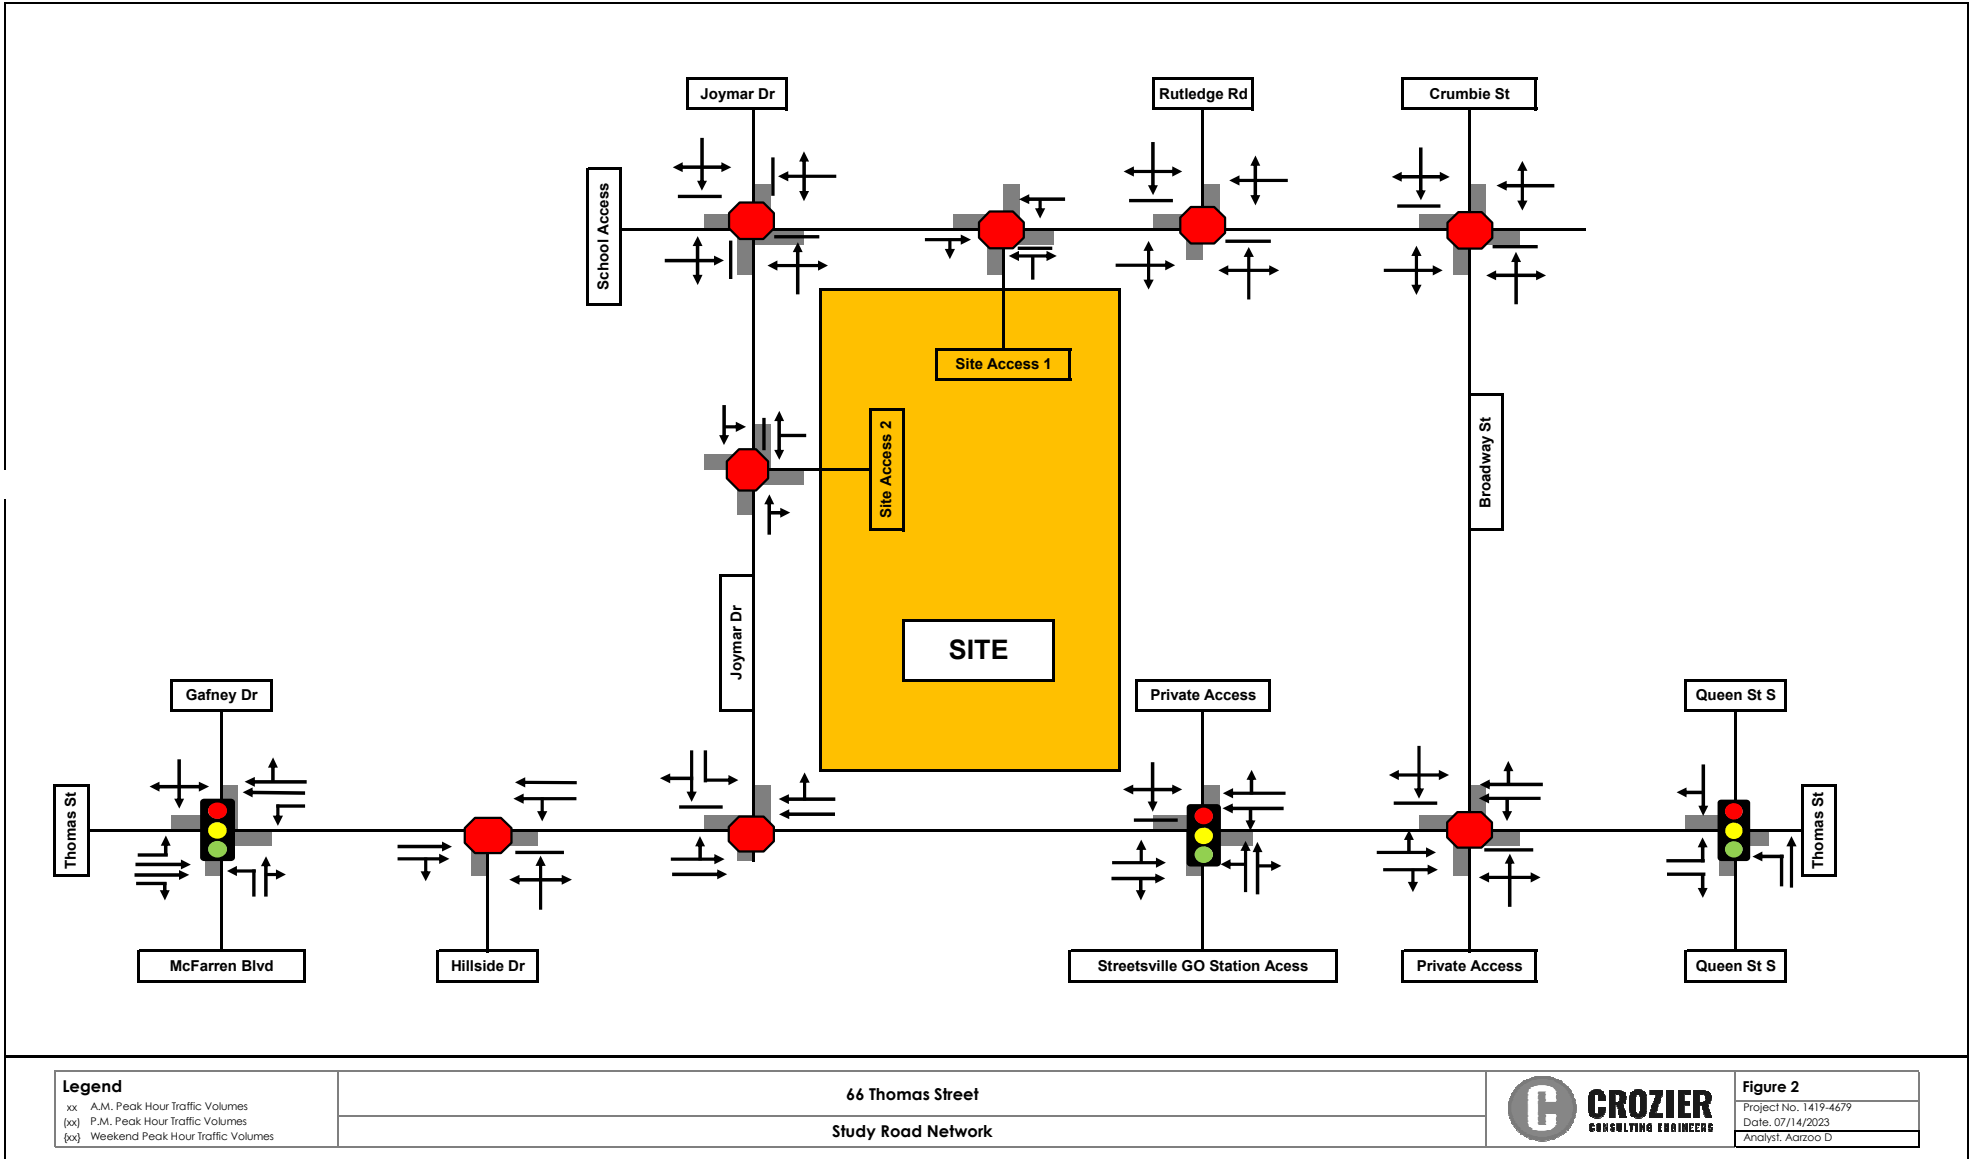 Joymar Dr
Rutledge Rd
Crumbie St
School Access
Site Access 1
Site Access 2
Broadway St
Joymar Dr
SITE
Gafney Dr
Private Access
Queen St S
Thomas St
Thomas St
McFarren Blvd
Hillside Dr
Streetsville GO Station Acess
Private Access
Queen St S
Legend
xx A.M. Peak Hour Traffic Volumes
(xx) P.M. Peak Hour Traffic Volumes
{xx} Weekend Peak Hour Traffic Volumes
66 Thomas Street
Study Road Network
C CROZIER
CONSULTING ENGINEERS
Figure 2
Project No. 1419-4679
Date. 07/14/2023
Analyst. Aarzoo D